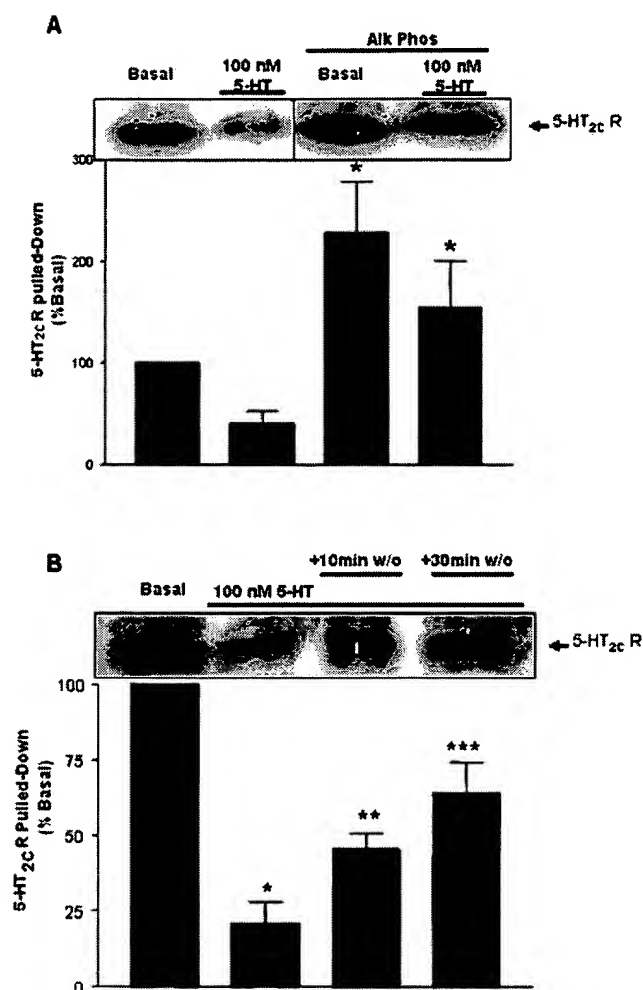 A
Alk Phos
Basal
100 nM
5-HT
Basal
100 nM
5-HT
5-HT2C R
300
200
100
0
5-HT2C R pulled-Down
(%Basal)
*
*
B
+10min w/o
+30min w/o
Basal
100 nM 5-HT
5-HT2C R
100
75
50
25
0
5-HT2C R Pulled-Down
(% Basal)
*
**
***